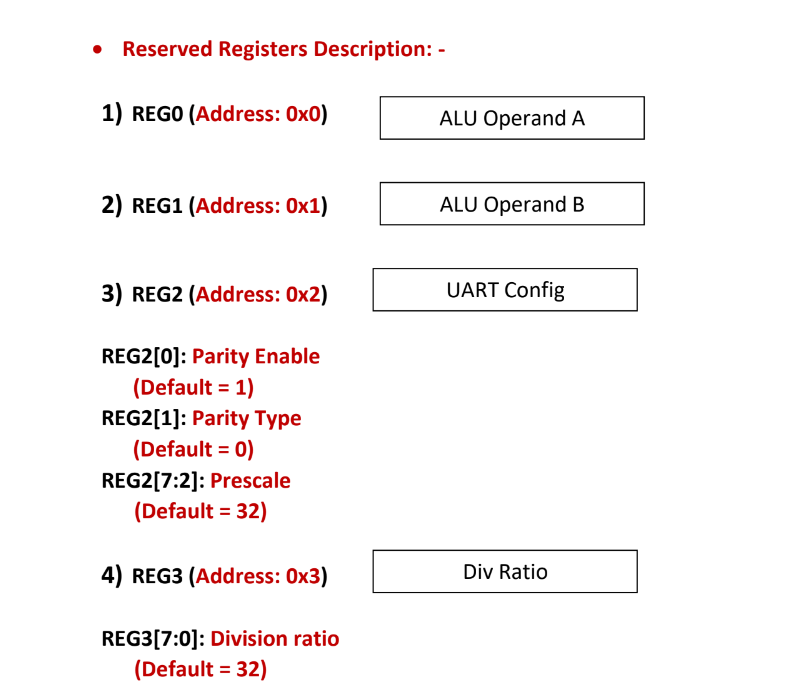 • Reserved Registers Description: -
1) REG0 (Address: 0x0) ALU Operand A
2) REG1 (Address: 0x1) ALU Operand B
3) REG2 (Address: 0x2) UART Config
REG2[0]: Parity Enable
(Default = 1)
REG2[1]: Parity Type
(Default = 0)
REG2[7:2]: Prescale
(Default = 32)
4) REG3 (Address: 0x3) Div Ratio
REG3[7:0]: Division ratio
(Default = 32)